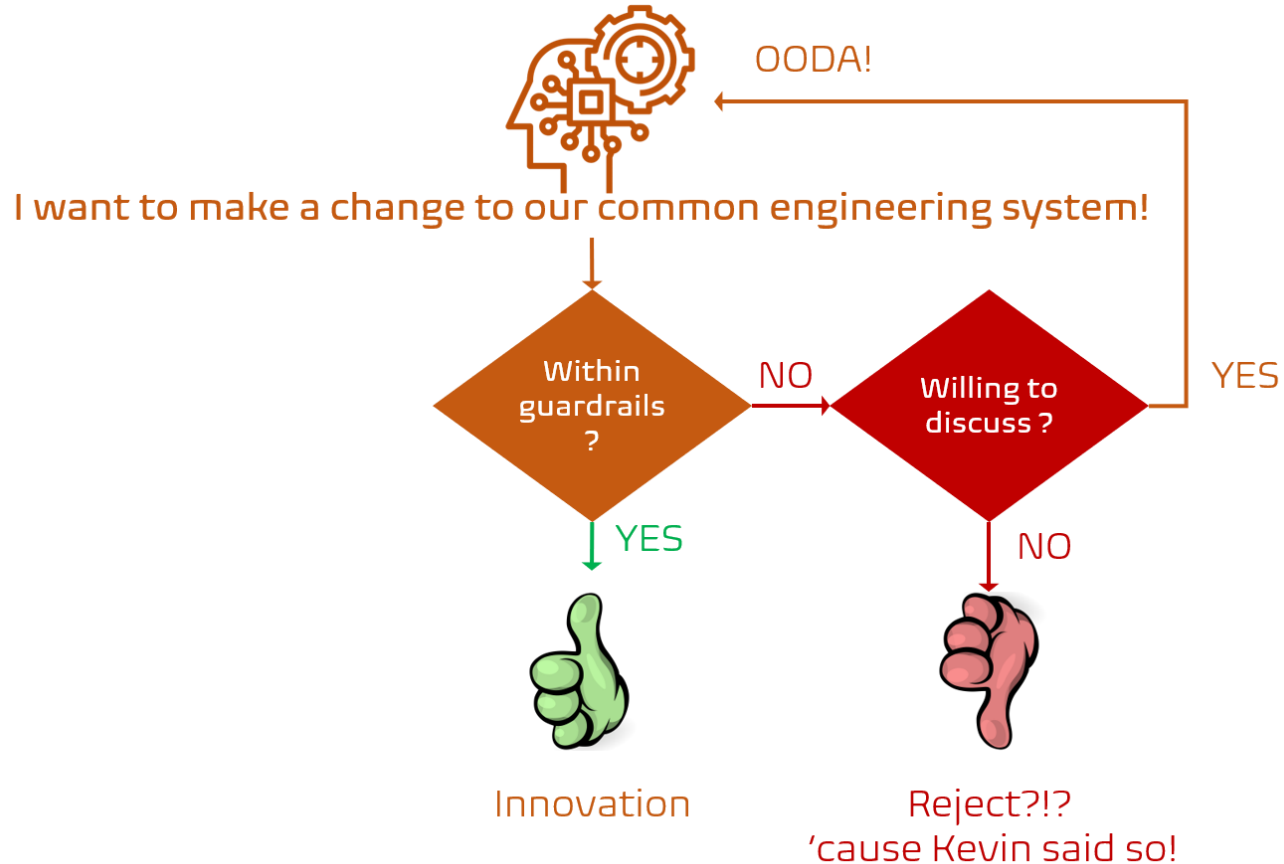 OODA!
I want to make a change to our common engineering system!
Within
guardrails
?
NO
Willing to
discuss ?
YES
YES
NO
Innovation
Reject?!?
’cause Kevin said so!